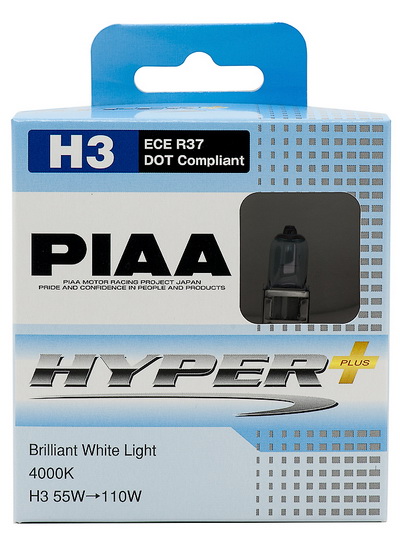 H3
ECE R37
DOT Compliant
PIAA
PIAA MOTOR RACING PROJECT JAPAN
PRIDE AND CONFIDENCE IN PEOPLE AND PRODUCTS
HYPER
PLUS
Brilliant White Light
4000K
H3 55W→110W